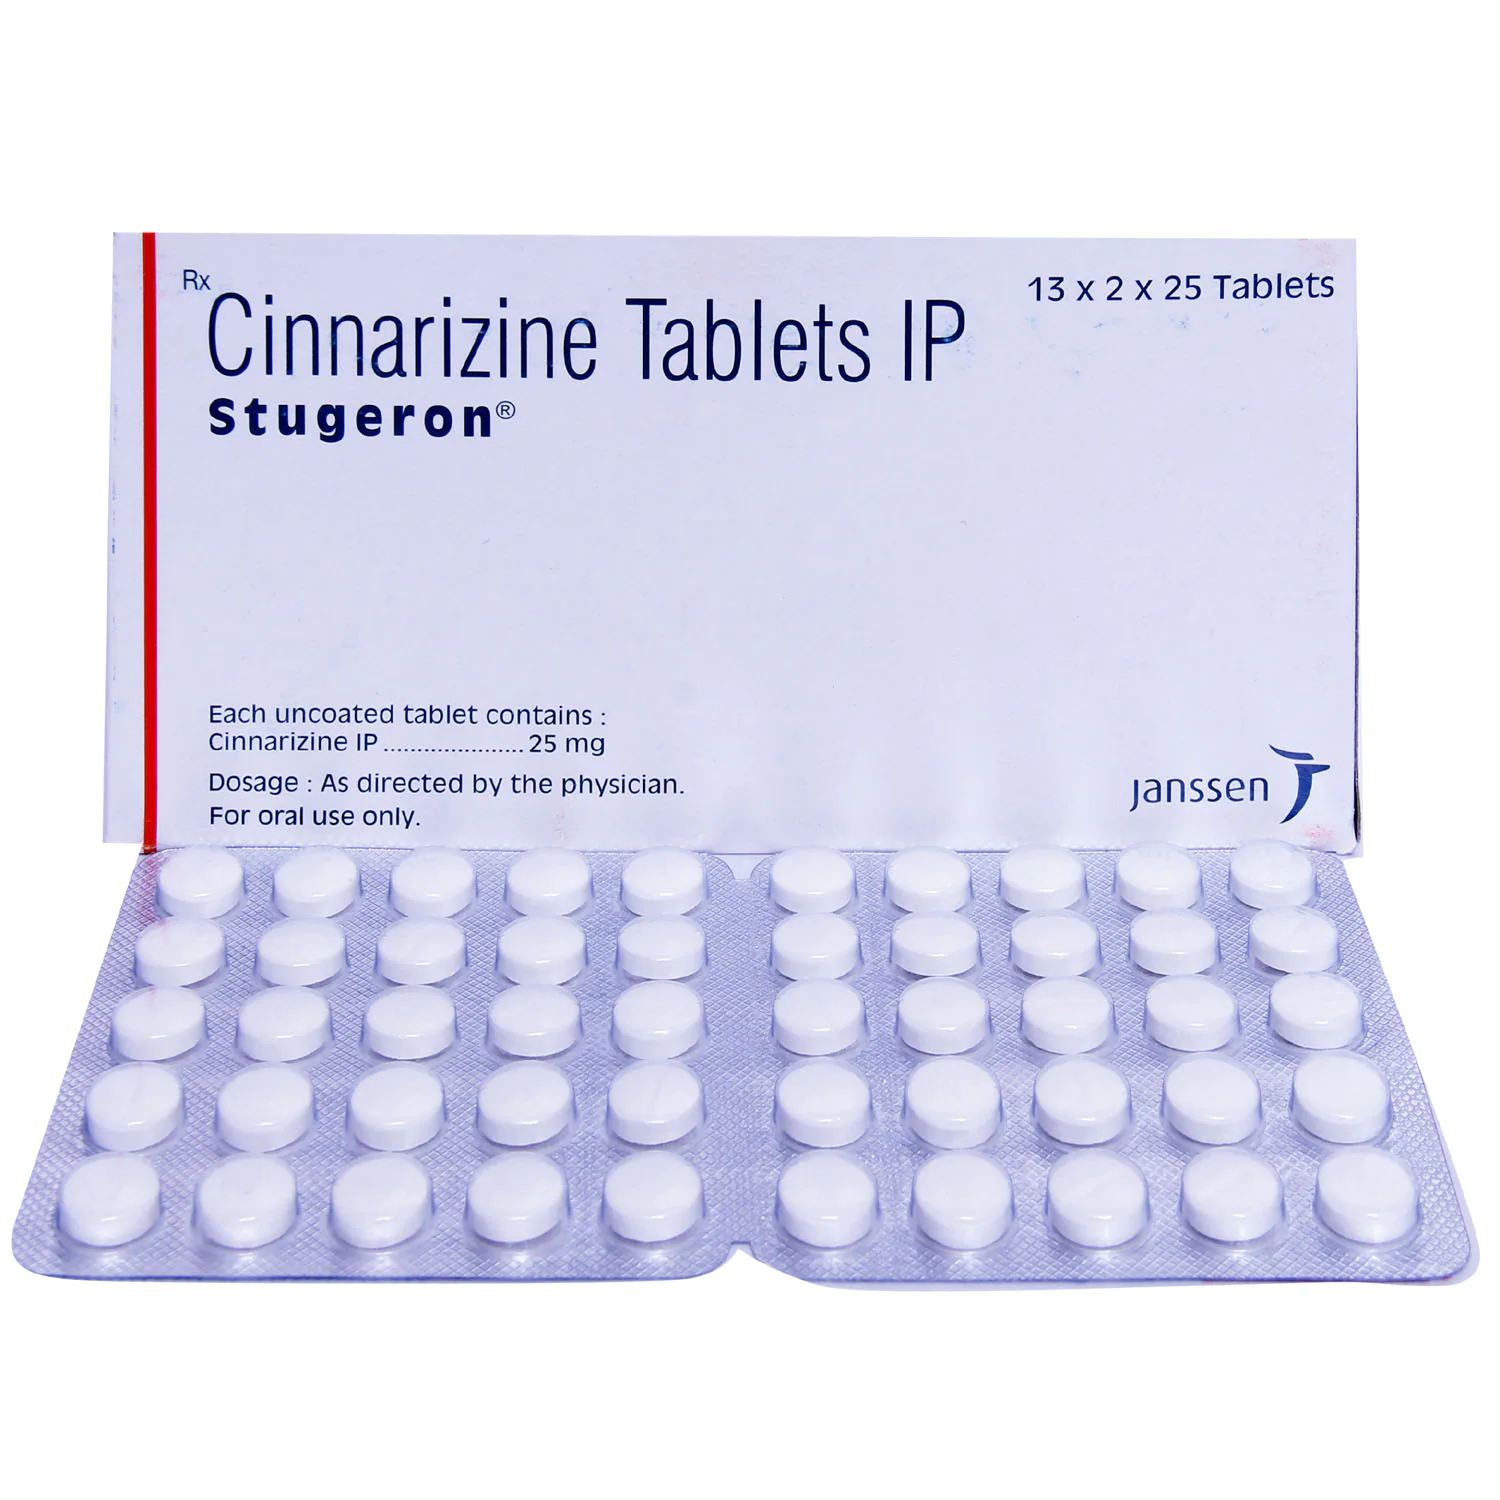 Rx
Cinnarizine Tablets IP
13 x 2 x 25 Tablets
Stugeron®
Each uncoated tablet contains :
Cinnarizine IP ..................... 25 mg
Dosage : As directed by the physician.
For oral use only.
janssen